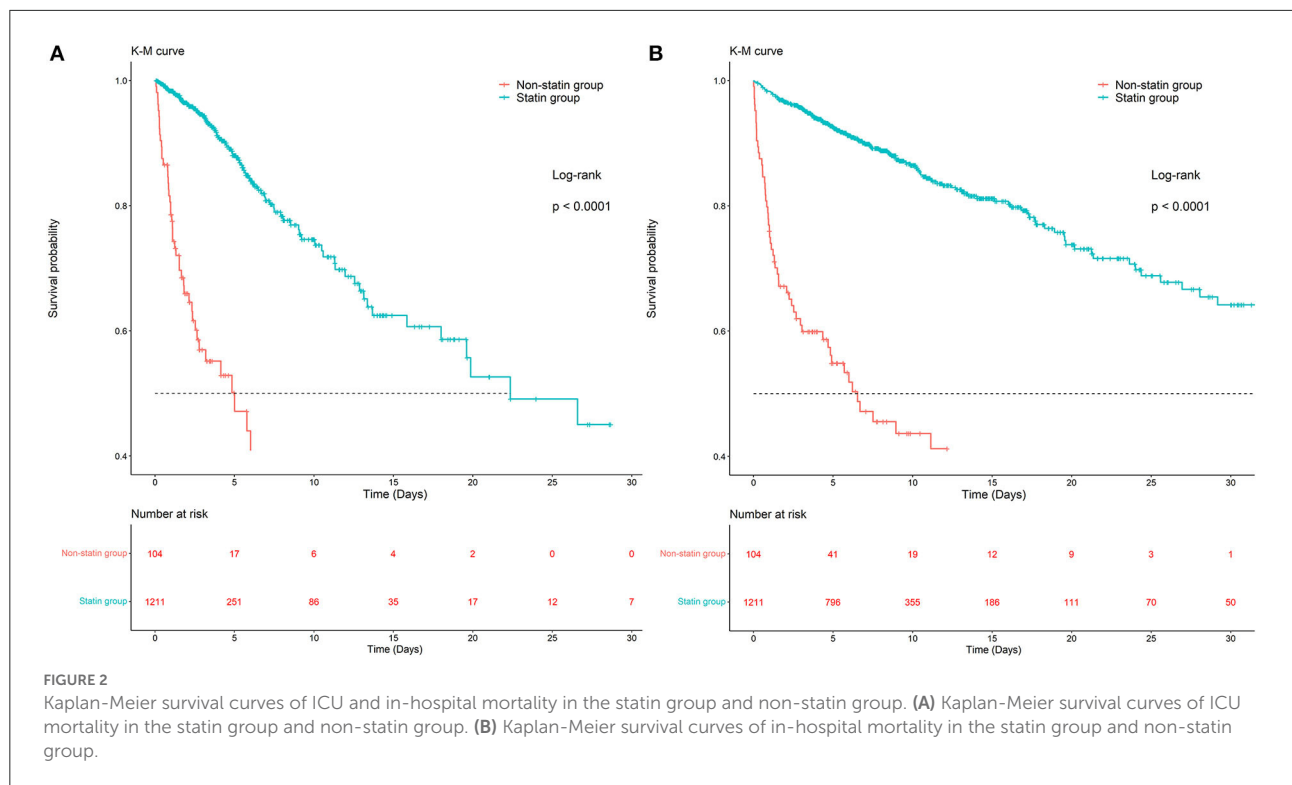 A
K-M curve
Non-statin group
Statin group
Log-rank
p < 0.0001
Survival probability
1.0
0.8
0.6
0.4
0 5 10 15 20 25 30
Time (Days)
Number at risk
Non-statin group 104 17 6 4 2 0 0
Statin group 1211 251 86 35 17 12 7
0 5 10 15 20 25 30
Time (Days)
B
K-M curve
Non-statin group
Statin group
Log-rank
p < 0.0001
Survival probability
1.0
0.8
0.6
0.4
0 5 10 15 20 25 30
Time (Days)
Number at risk
Non-statin group 104 41 19 12 9 3 1
Statin group 1211 796 355 186 111 70 50
0 5 10 15 20 25 30
Time (Days)
FIGURE 2
Kaplan-Meier survival curves of ICU and in-hospital mortality in the statin group and non-statin group. (A) Kaplan-Meier survival curves of ICU
mortality in the statin group and non-statin group. (B) Kaplan-Meier survival curves of in-hospital mortality in the statin group and non-statin
group.